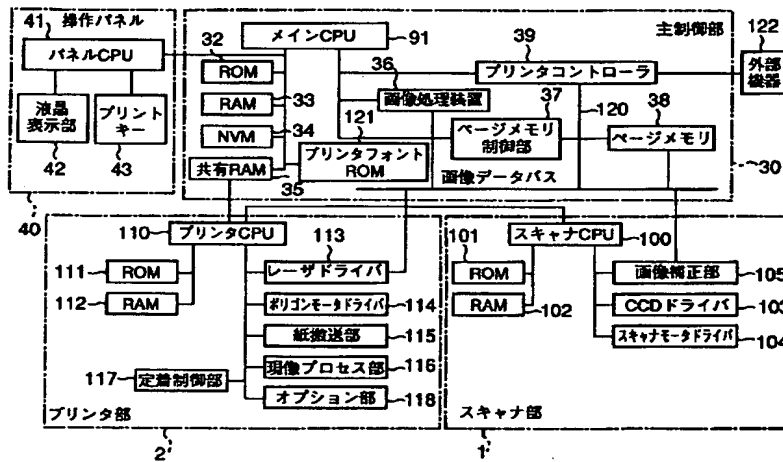 41 操作パネル
パネルCPU
液晶
表示部
42
プリント
キー
43
40
メインCPU
91
主制御部
32
ROM
RAM
33
NVM
34
共有RAM
35
36
画像処理装置
121
プリンタフォント
ROM
39
プリンタコントローラ
37
ページメモリ
制御部
120
38
ページメモリ
画像データバス
30
122
外部
機器
110
プリンタCPU
111
ROM
112
RAM
113
レーザドライバ
ポリゴンモータドライバ
114
紙搬送部
115
現像プロセス部
116
117
定着制御部
オプション部
118
プリンタ部
2
スキャナCPU
100
101
ROM
RAM
102
画像補正部
105
CCDドライバ
103
スキャナモータドライバ
104
スキャナ部
1